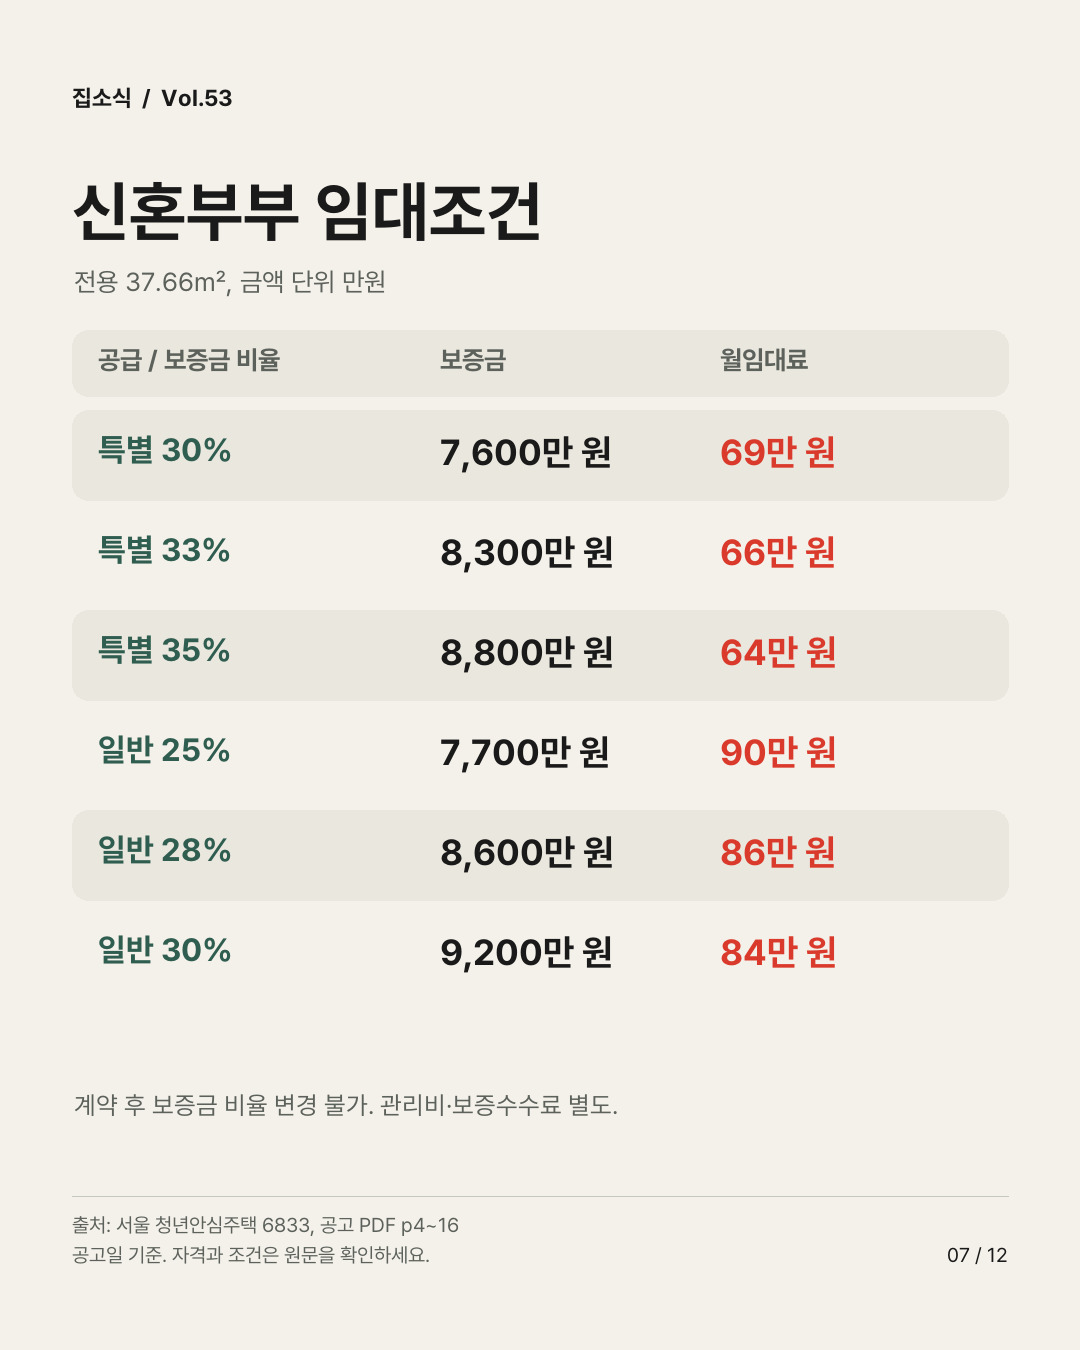 집소식 / Vol.53
신혼부부 임대조건
전용 37.66m², 금액 단위 만원
공급 / 보증금 비율 보증금 월임대료
특별 30% 7,600만 원 69만 원
특별 33% 8,300만 원 66만 원
특별 35% 8,800만 원 64만 원
일반 25% 7,700만 원 90만 원
일반 28% 8,600만 원 86만 원
일반 30% 9,200만 원 84만 원
계약 후 보증금 비율 변경 불가. 관리비·보증수수료 별도.
출처: 서울 청년안심주택 6833, 공고 PDF p4~16
공고일 기준. 자격과 조건은 원문을 확인하세요.
07 / 12